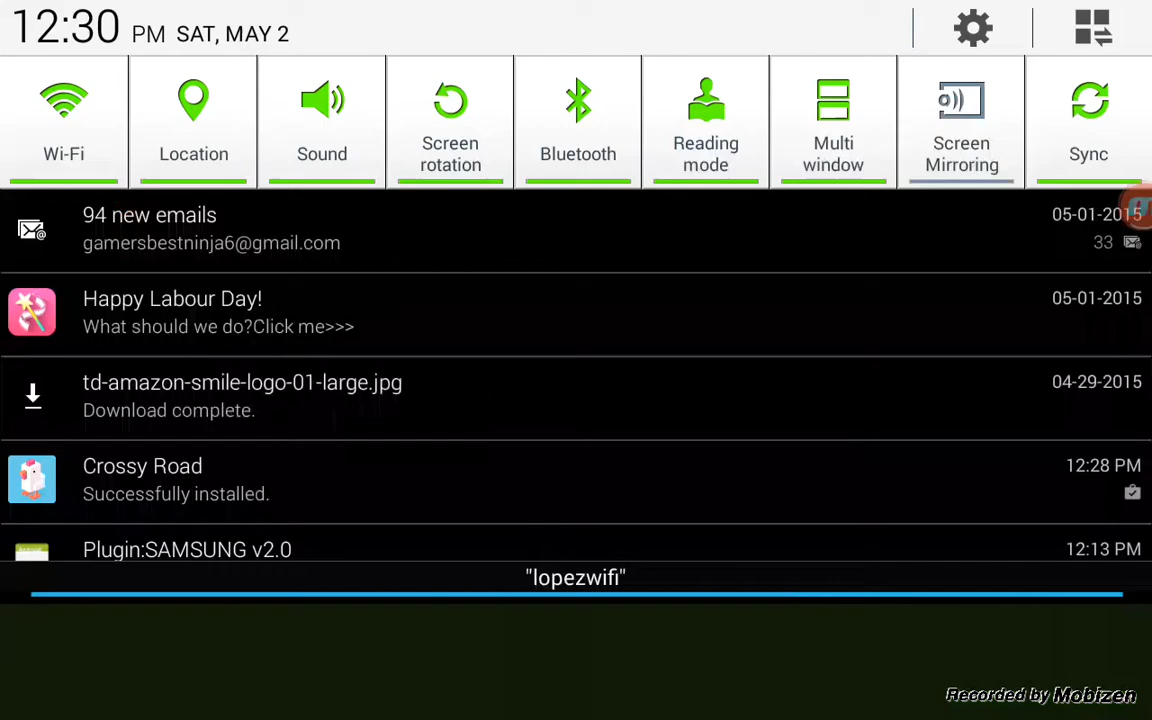 12:30 PM SAT, MAY 2
Wi-Fi
Location
Sound
Screen
rotation
Bluetooth
Reading
mode
Multi
window
Screen
Mirroring
Sync
94 new emails 05-01-2015
gamersbestninja6@gmail.com 33
Happy Labour Day! 05-01-2015
What should we do?Click me>>>
td-amazon-smile-logo-01-large.jpg 04-29-2015
Download complete.
Crossy Road 12:28 PM
Successfully installed.
Plugin:SAMSUNG v2.0 12:13 PM
"lopezwifi"
Recorded by Mobizen